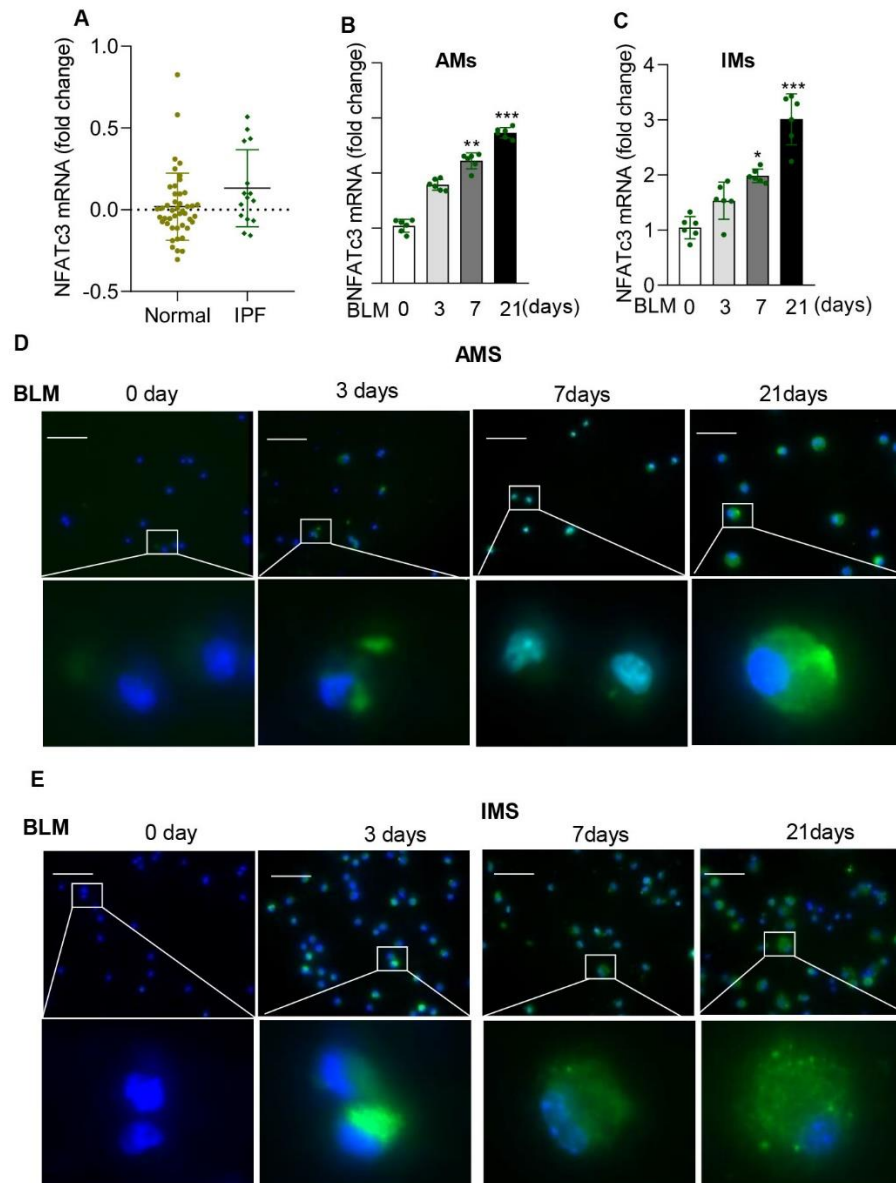 A
NFATc3 mRNA (fold change)
1.0
0.5
0.0
-0.5
Normal IPF
B
AMs
NFATc3 mRNA (fold change)
** ***
BLM 0 3 7 21(days)
C
IMs
NFATc3 mRNA (fold change)
4
3
2
1
0
* ***
BLM 0 3 7 21 (days)
D
AMS
BLM 0 day 3 days 7days 21days
E
BLM IMS
0 day 3 days 7days 21days